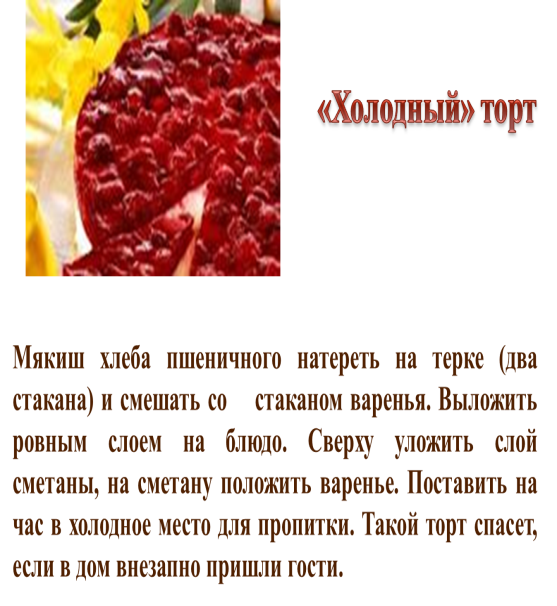 «Холодный» торт
Мякиш хлеба пшеничного натереть на терке (два
стакана) и смешать со стаканом варенья. Выложить
ровным слоем на блюдо. Сверху уложить слой
сметаны, на сметану положить варенье. Поставить на
час в холодное место для пропитки. Такой торт спасет,
если в дом внезапно пришли гости.